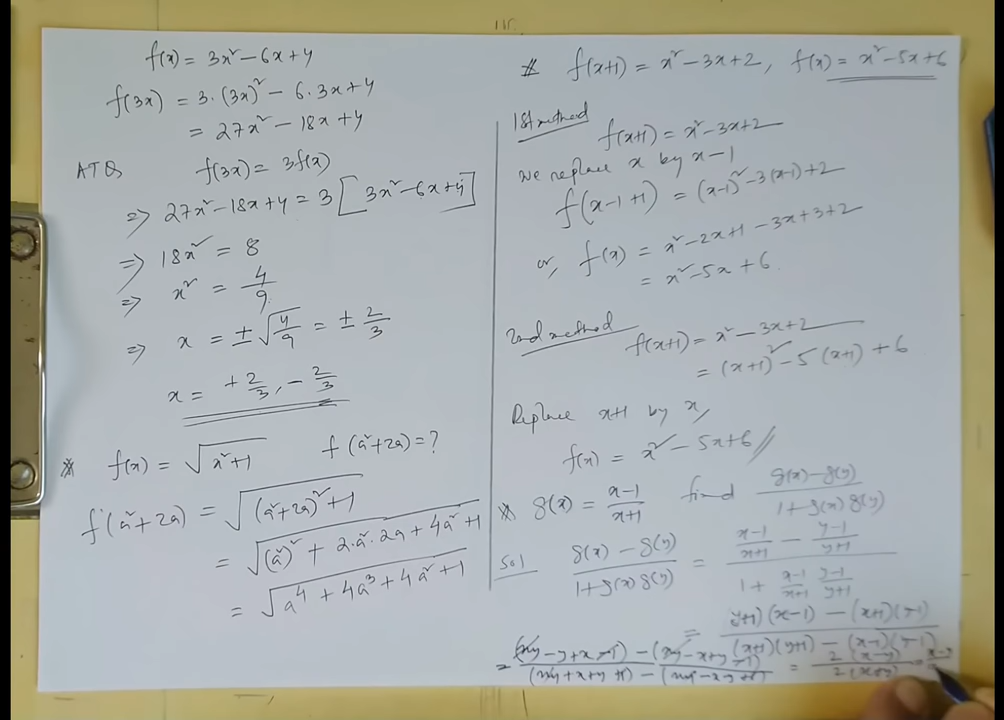 f(x) = 3x² - 6x + 4
f(3x) = 3·(3x)² - 6·3x + 4
= 27x² - 18x + 4
ATQ f(3x) = 3f(x)
⇒ 27x² - 18x + 4 = 3[3x² - 6x + 4]
⇒ 18x² = 8
⇒ x² = 4/9
⇒ x = ± √(4/9) = ± 2/3
x = +2/3, -2/3
* f(x) = √(x²+1) f(a²+2a) = ?
f(a²+2a) = √((a²+2a)²+1)
= √((a²)² + 2·a²·2a + 4a² + 1)
= √(a⁴ + 4a³ + 4a² + 1)
* f(x+1) = x² - 3x + 2, f(x) = x² - 5x + 6
1st method
f(x+1) = x² - 3x + 2
we replace x by x-1
f(x-1+1) = (x-1)² - 3(x-1) + 2
or, f(x) = x² - 2x + 1 - 3x + 3 + 2
= x² - 5x + 6
2nd method f(x+1) = x² - 3x + 2
= (x+1)² - 5(x+1) + 6
Replace x+1 by x,
f(x) = x² - 5x + 6 //
* g(x) = (x-1)/(x+1) find (g(x)-g(y))/(1+g(x)g(y))
Sol (g(x)-g(y))/(1+g(x)g(y)) = ((x-1)/(x+1) - (y-1)/(y+1))/(1 + (x-1)/(x+1) (y-1)/(y+1))